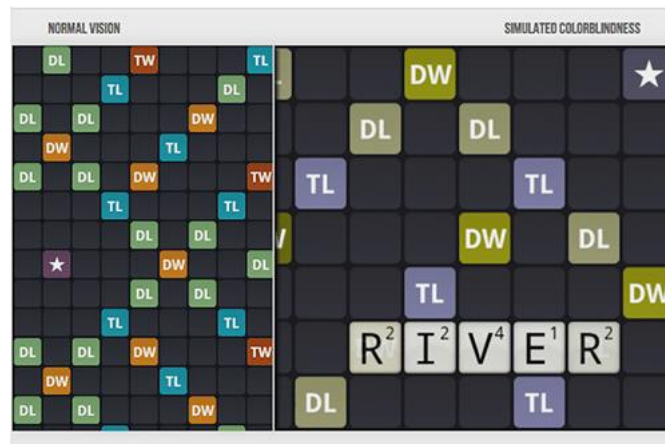 NORMAL VISION
SIMULATED COLORBLINDNESS
DL TW TL
TL DL
DL DL DW
DW TL
DL DL DW TW
TL TL
DL DL
DW DL
DL DL
TL TL
DL DL DW TW
DW TL
DL DL DW
DW
DL DL
TL TL
DW DL
TL DW
R2 I2 V4 E1 R2
DL TL